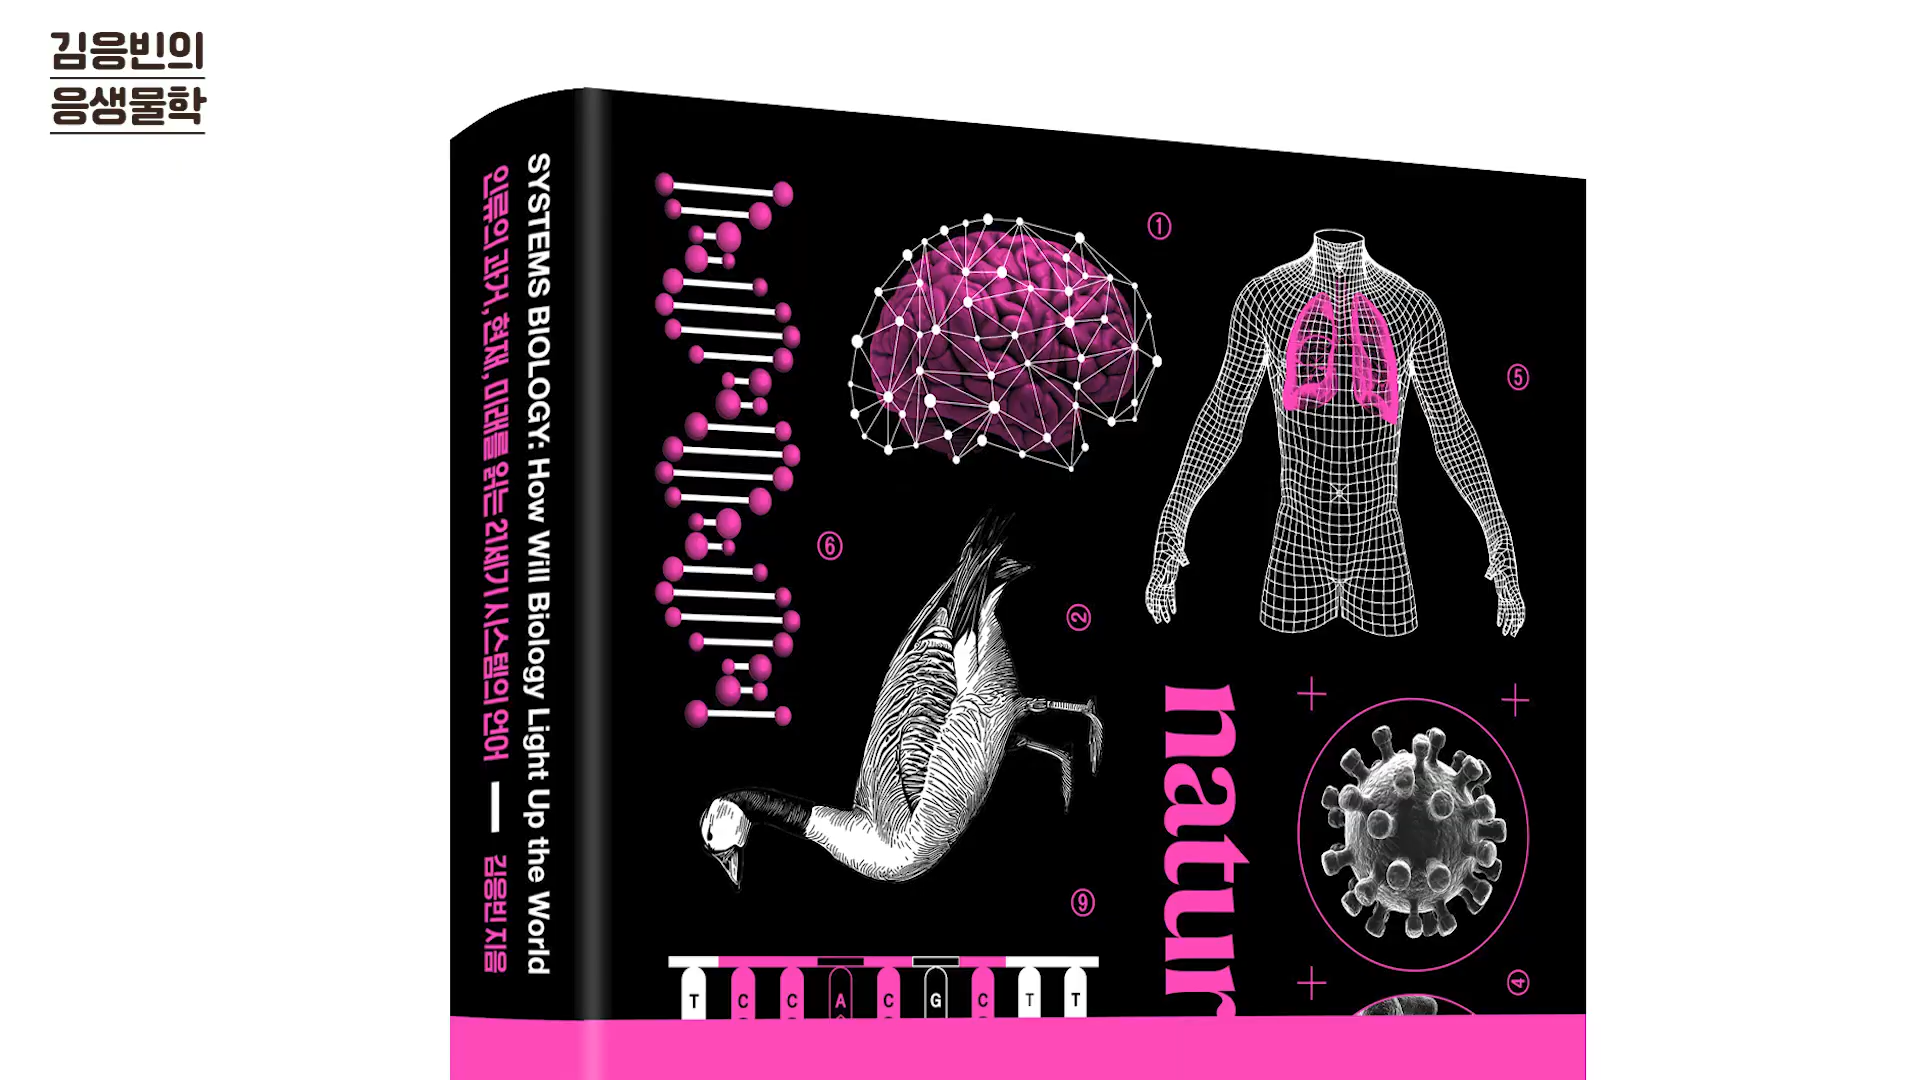 김응빈의
응생물학
SYSTEMS BIOLOGY: How Will Biology Light Up the World
인류의 과거, 현재, 미래를 읽는 21세기 시스템의 언어 — 김응빈 지음
①
⑤
⑥
②
natur
⑨
④
T C C A C G C T T